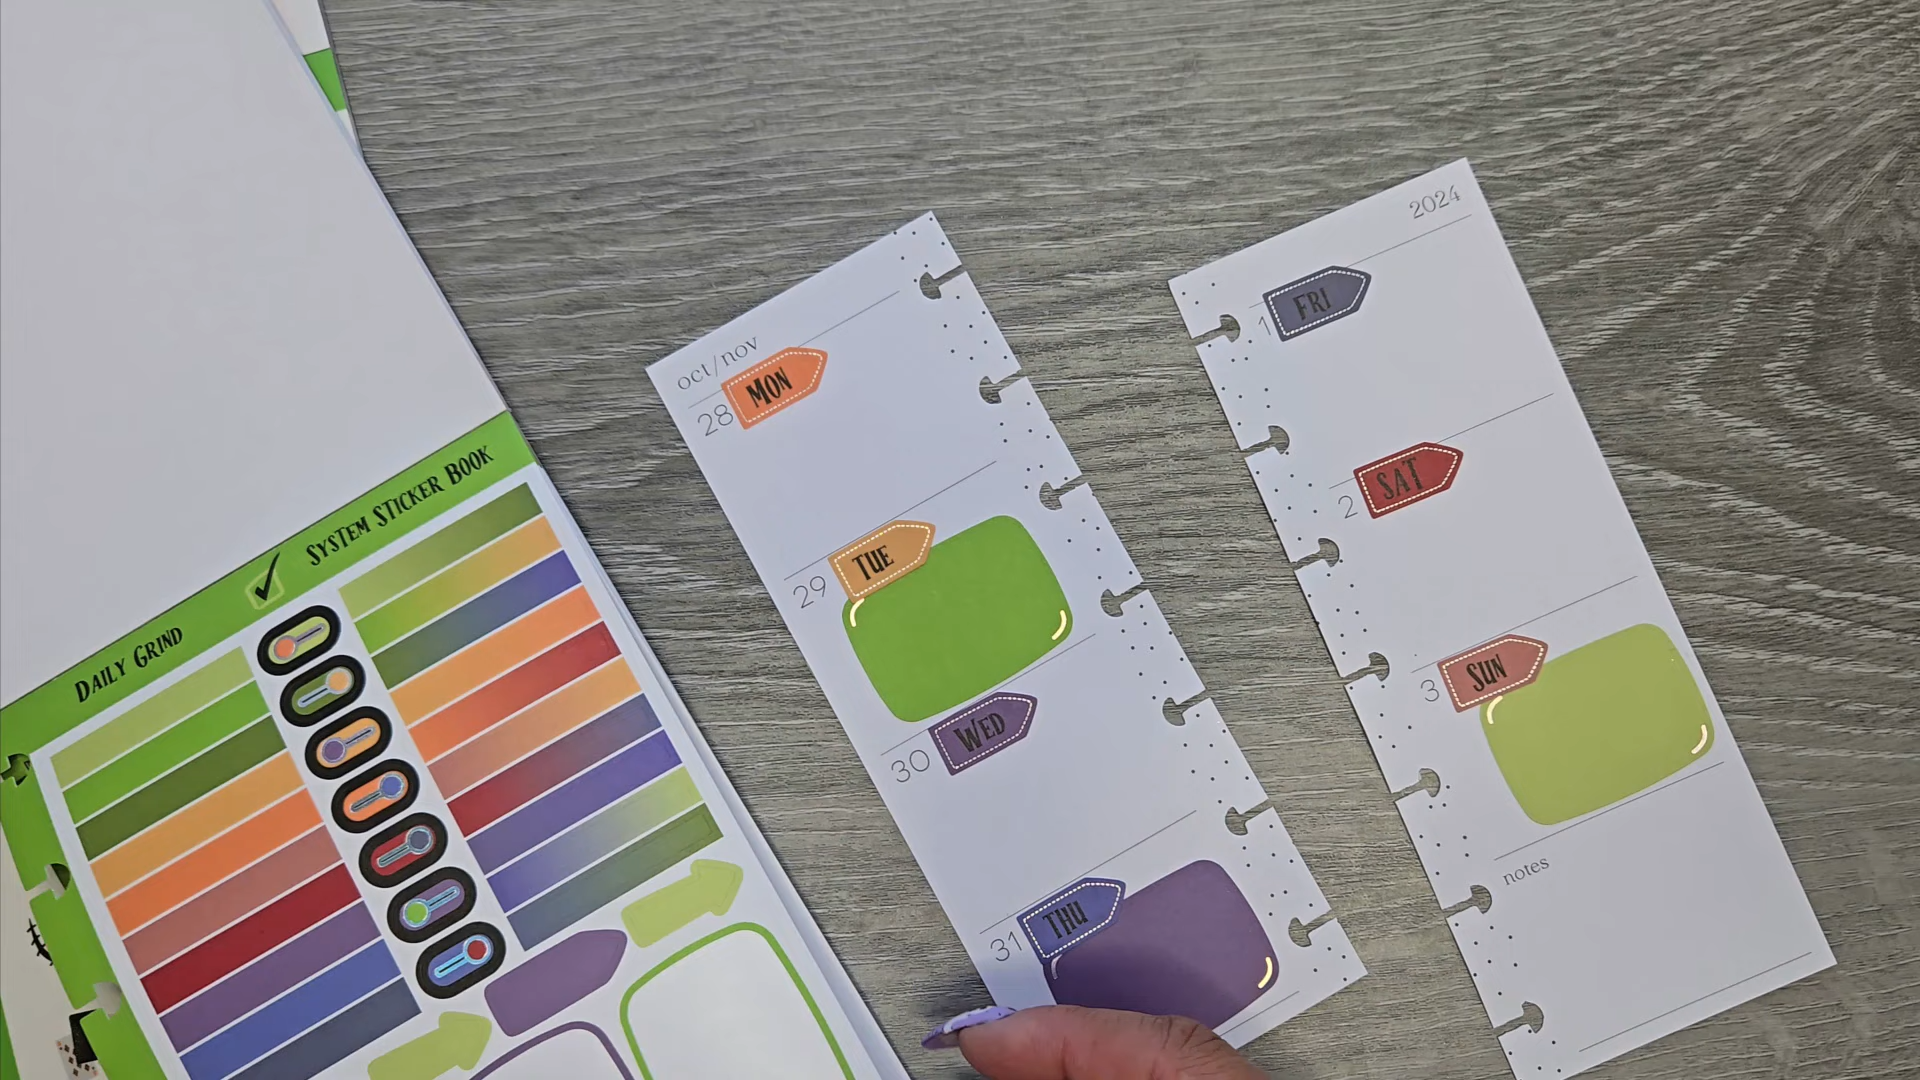 DAILY GRIND
SYSTEM STICKER BOOK
oct/nov
28
MON
29
TUE
30
WED
31
THU
2024
1
FRI
2
SAT
3
SUN
notes